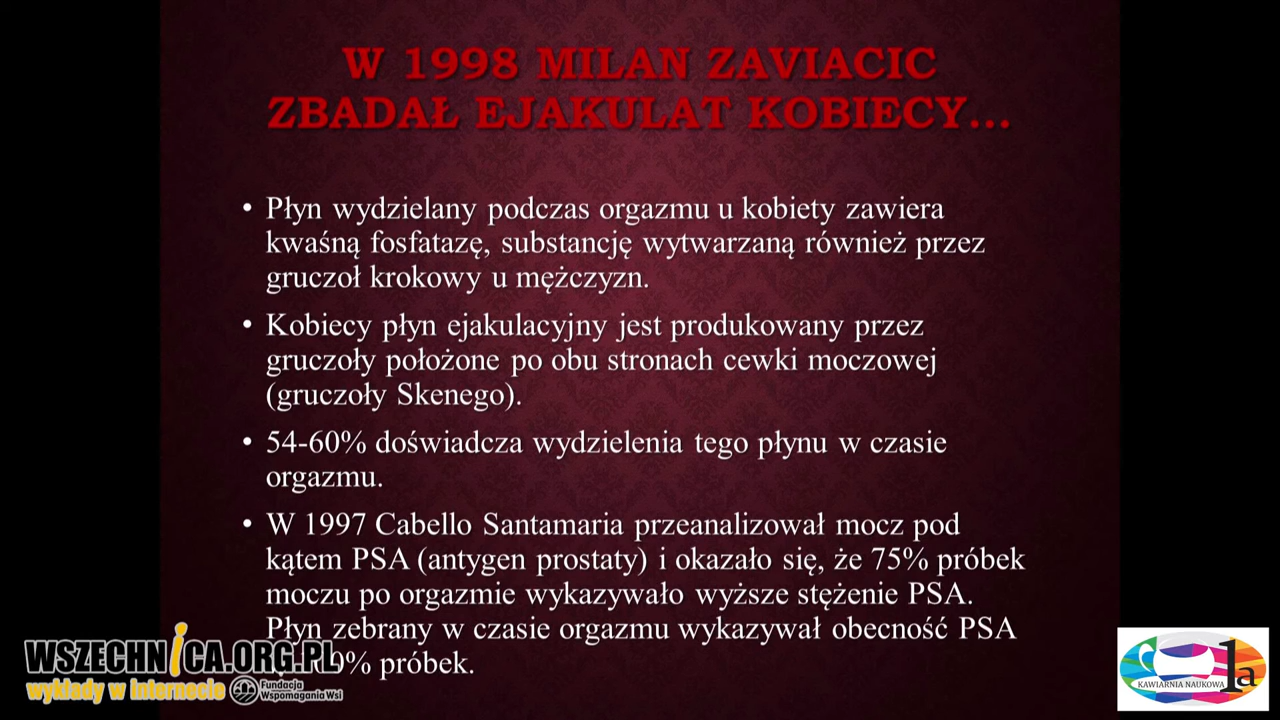 W 1998 MILAN ZAVIACIC
ZBADAŁ EJAKULAT KOBIECY...
• Płyn wydzielany podczas orgazmu u kobiety zawiera
kwaśną fosfatazę, substancję wytwarzaną również przez
gruczoł krokowy u mężczyzn.
• Kobiecy płyn ejakulacyjny jest produkowany przez
gruczoły położone po obu stronach cewki moczowej
(gruczoły Skenego).
• 54-60% doświadcza wydzielenia tego płynu w czasie
orgazmu.
• W 1997 Cabello Santamaria przeanalizował mocz pod
kątem PSA (antygen prostaty) i okazało się, że 75% próbek
moczu po orgazmie wykazywało wyższe stężenie PSA.
Płyn zebrany w czasie orgazmu wykazywał obecność PSA
próbek.
WSZECHNICA.ORG.PL
wykłady w internecie
Fundacja
Wspomagania Wsi
KAWIARNIA NAUKOWA 1a